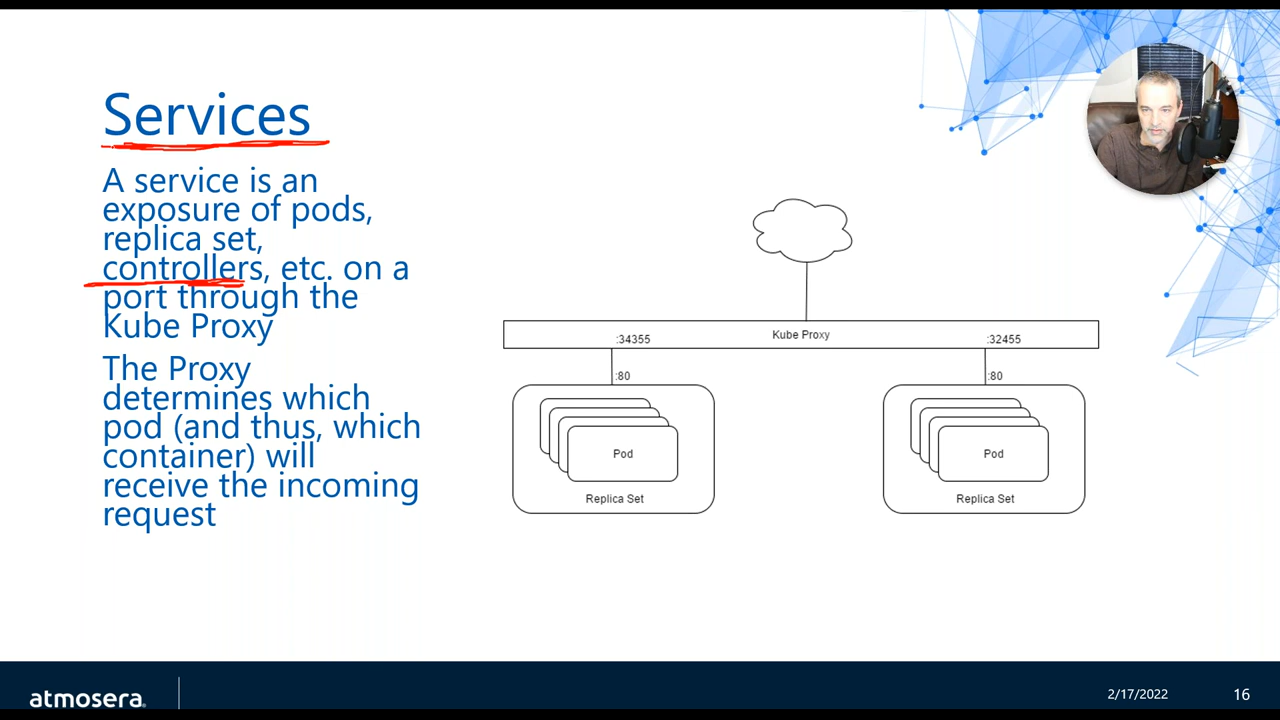 Services
A service is an
exposure of pods,
replica set,
controllers, etc. on a
port through the
Kube Proxy
The Proxy
determines which
pod (and thus, which
container) will
receive the incoming
request
Kube Proxy
:34355
:32455
:80
:80
Pod
Replica Set
Pod
Replica Set
atmosera
2/17/2022
16